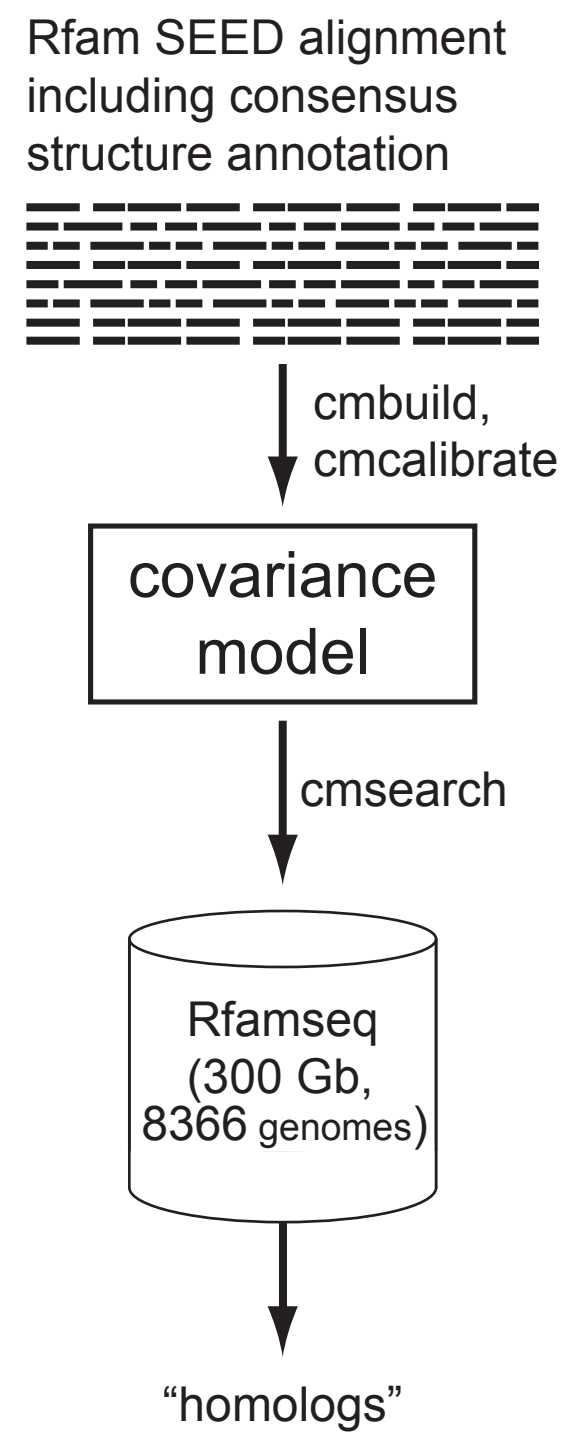 Rfam SEED alignment
including consensus
structure annotation
cmbuild,
cmcalibrate
covariance
model
cmsearch
Rfamseq
(300 Gb,
8366 genomes)
“homologs”